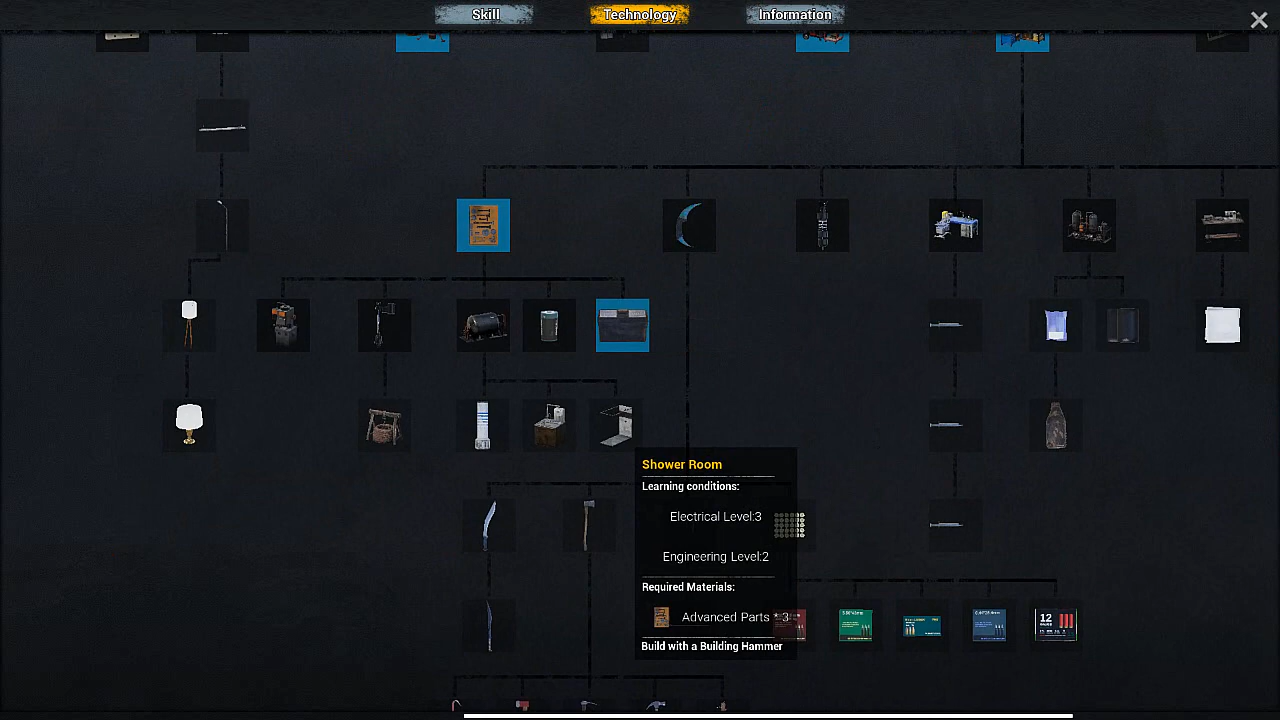 Skill
Technology
Information
Shower Room
Learning conditions:
Electrical Level:3
Engineering Level:2
Required Materials:
Advanced Parts * 3
Build with a Building Hammer
12